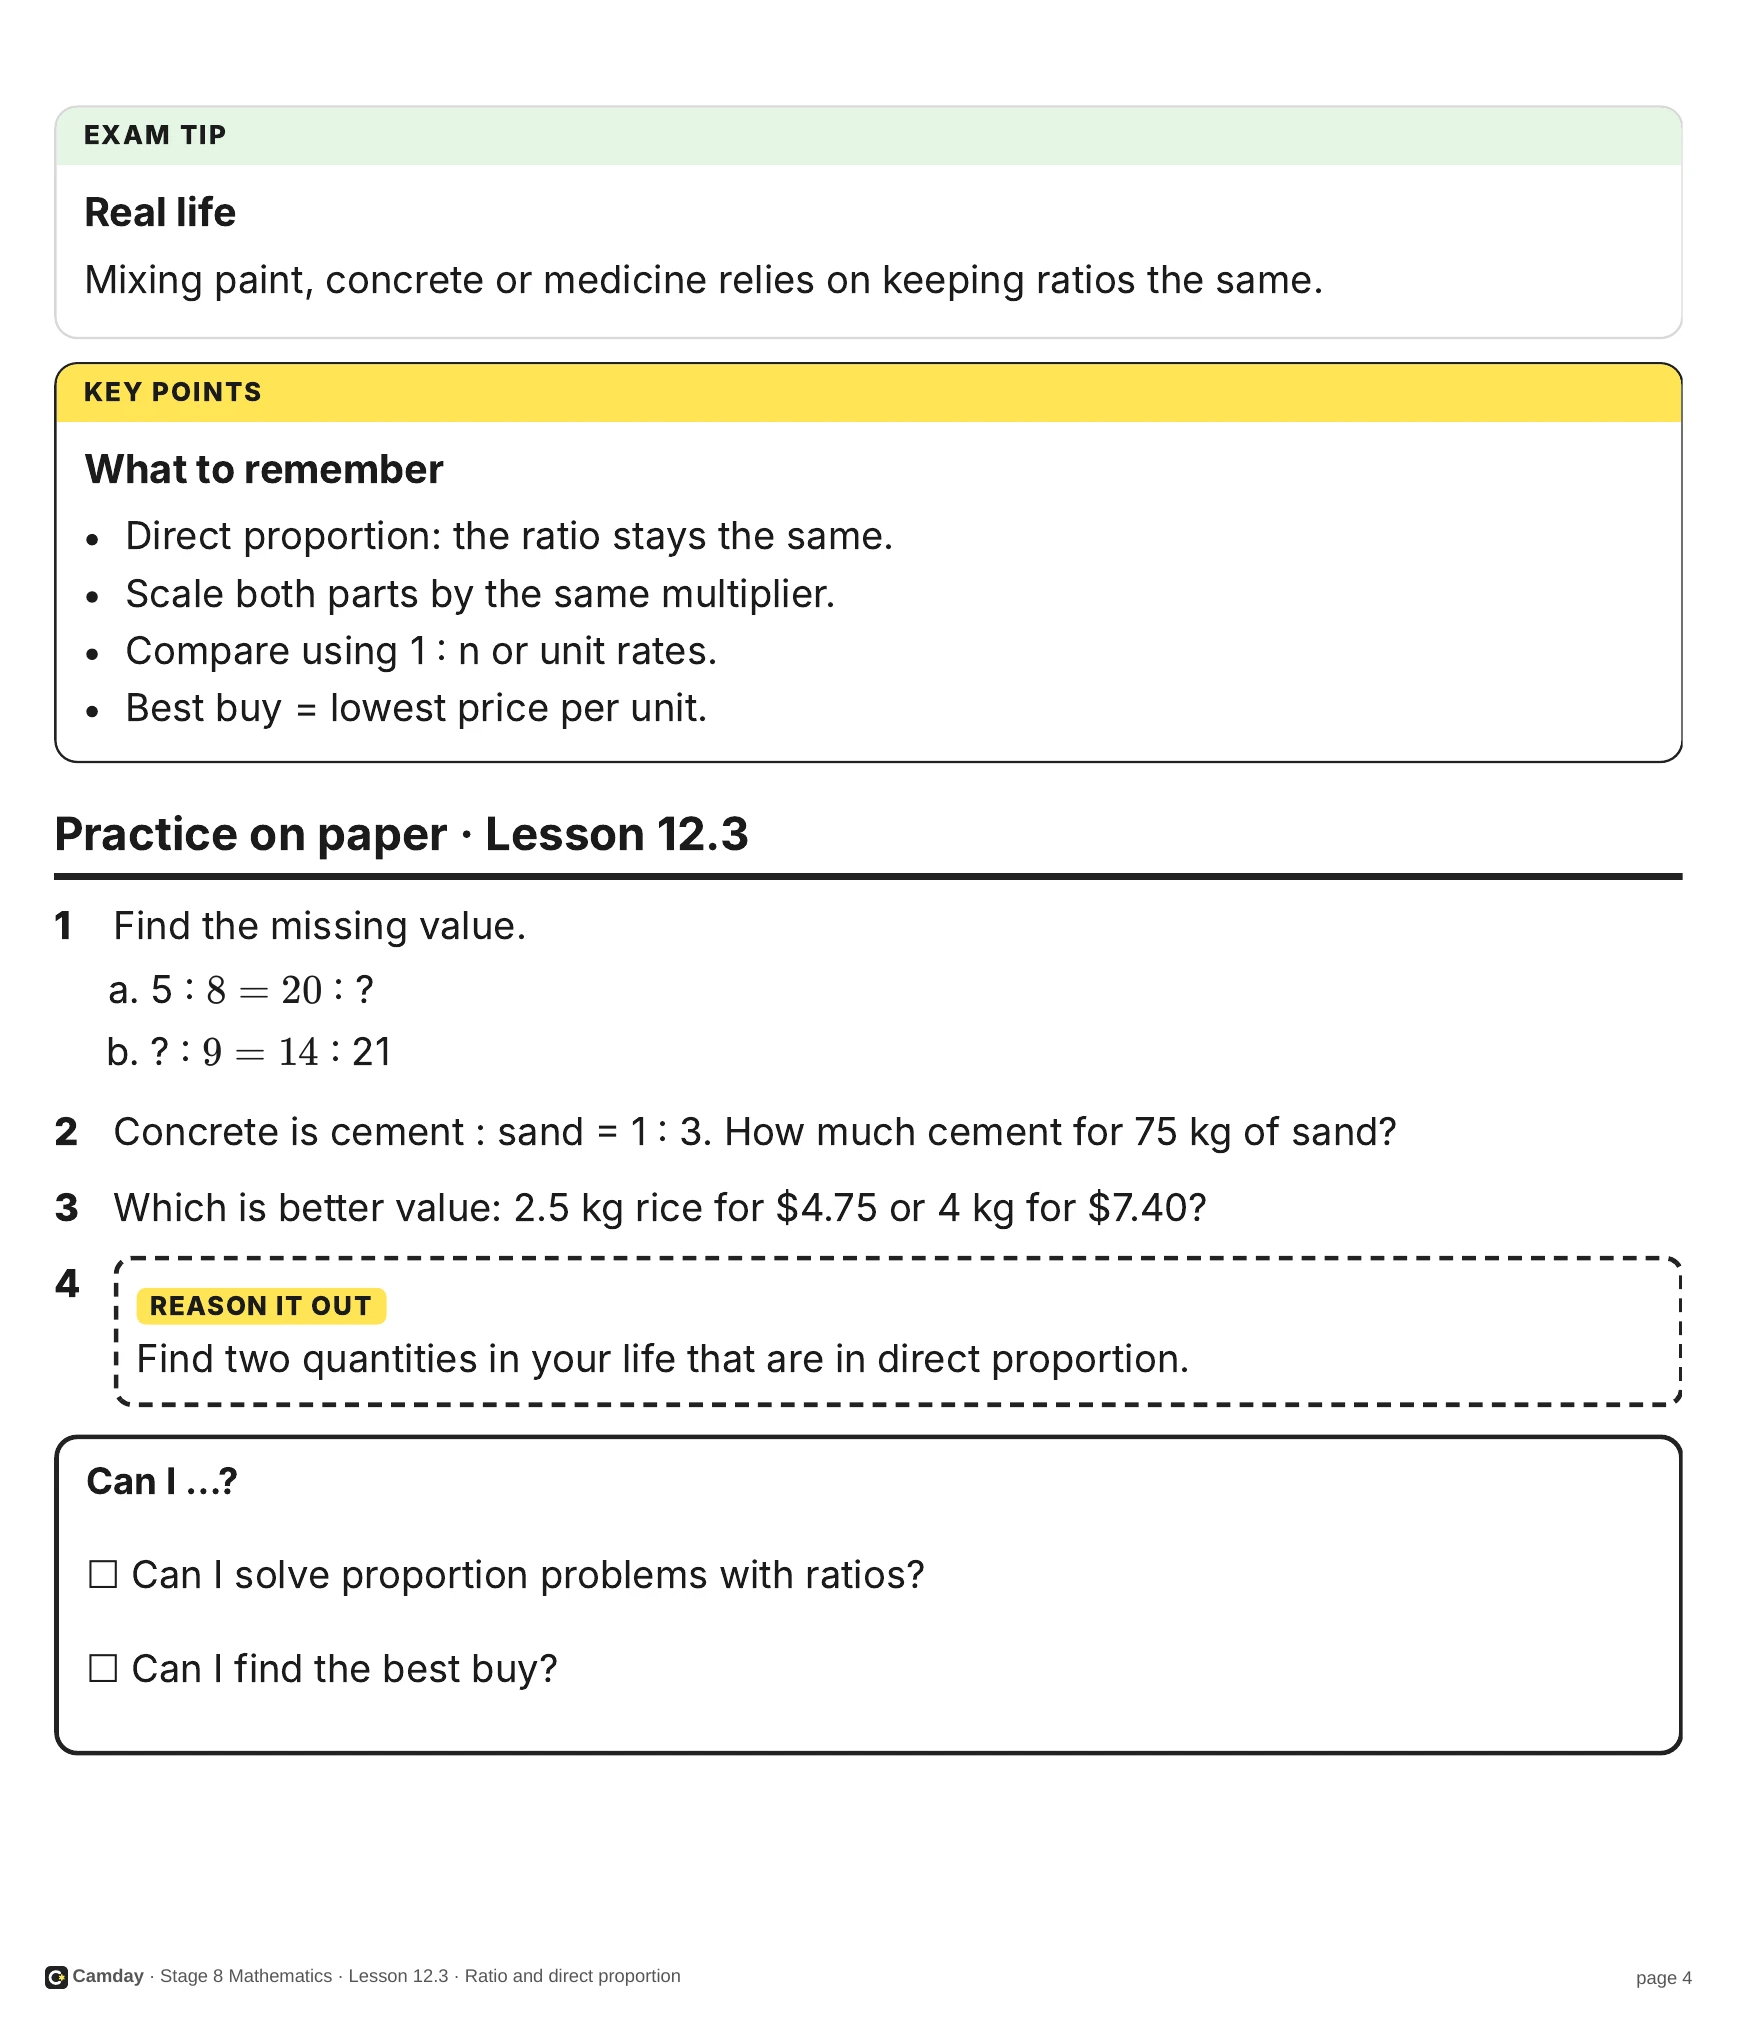 EXAM TIP
Real life
Mixing paint, concrete or medicine relies on keeping ratios the same.
KEY POINTS
What to remember
• Direct proportion: the ratio stays the same.
• Scale both parts by the same multiplier.
• Compare using 1 : n or unit rates.
• Best buy = lowest price per unit.
Practice on paper · Lesson 12.3
1 Find the missing value.
a. 5 : 8 = 20 : ?
b. ? : 9 = 14 : 21
2 Concrete is cement : sand = 1 : 3. How much cement for 75 kg of sand?
3 Which is better value: 2.5 kg rice for $4.75 or 4 kg for $7.40?
4 REASON IT OUT
Find two quantities in your life that are in direct proportion.
Can I ...?
☐ Can I solve proportion problems with ratios?
☐ Can I find the best buy?
Camday · Stage 8 Mathematics · Lesson 12.3 · Ratio and direct proportion page 4